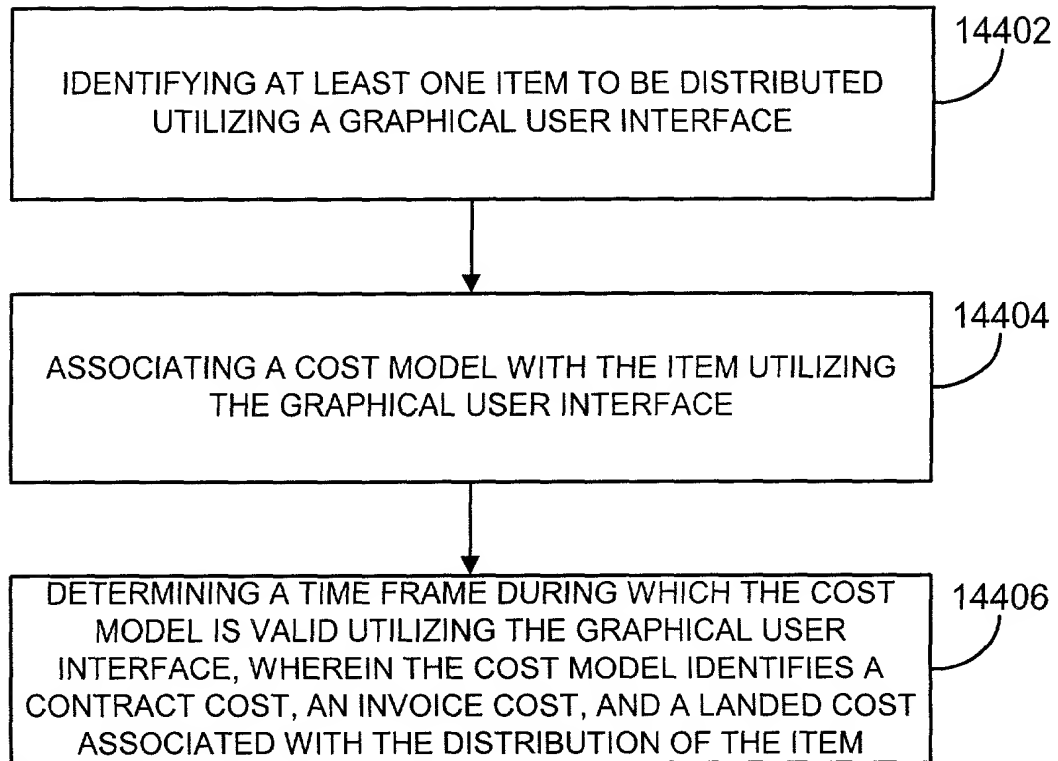 14402
IDENTIFYING AT LEAST ONE ITEM TO BE DISTRIBUTED
UTILIZING A GRAPHICAL USER INTERFACE
14404
ASSOCIATING A COST MODEL WITH THE ITEM UTILIZING
THE GRAPHICAL USER INTERFACE
14406
DETERMINING A TIME FRAME DURING WHICH THE COST
MODEL IS VALID UTILIZING THE GRAPHICAL USER
INTERFACE, WHEREIN THE COST MODEL IDENTIFIES A
CONTRACT COST, AN INVOICE COST, AND A LANDED COST
ASSOCIATED WITH THE DISTRIBUTION OF THE ITEM